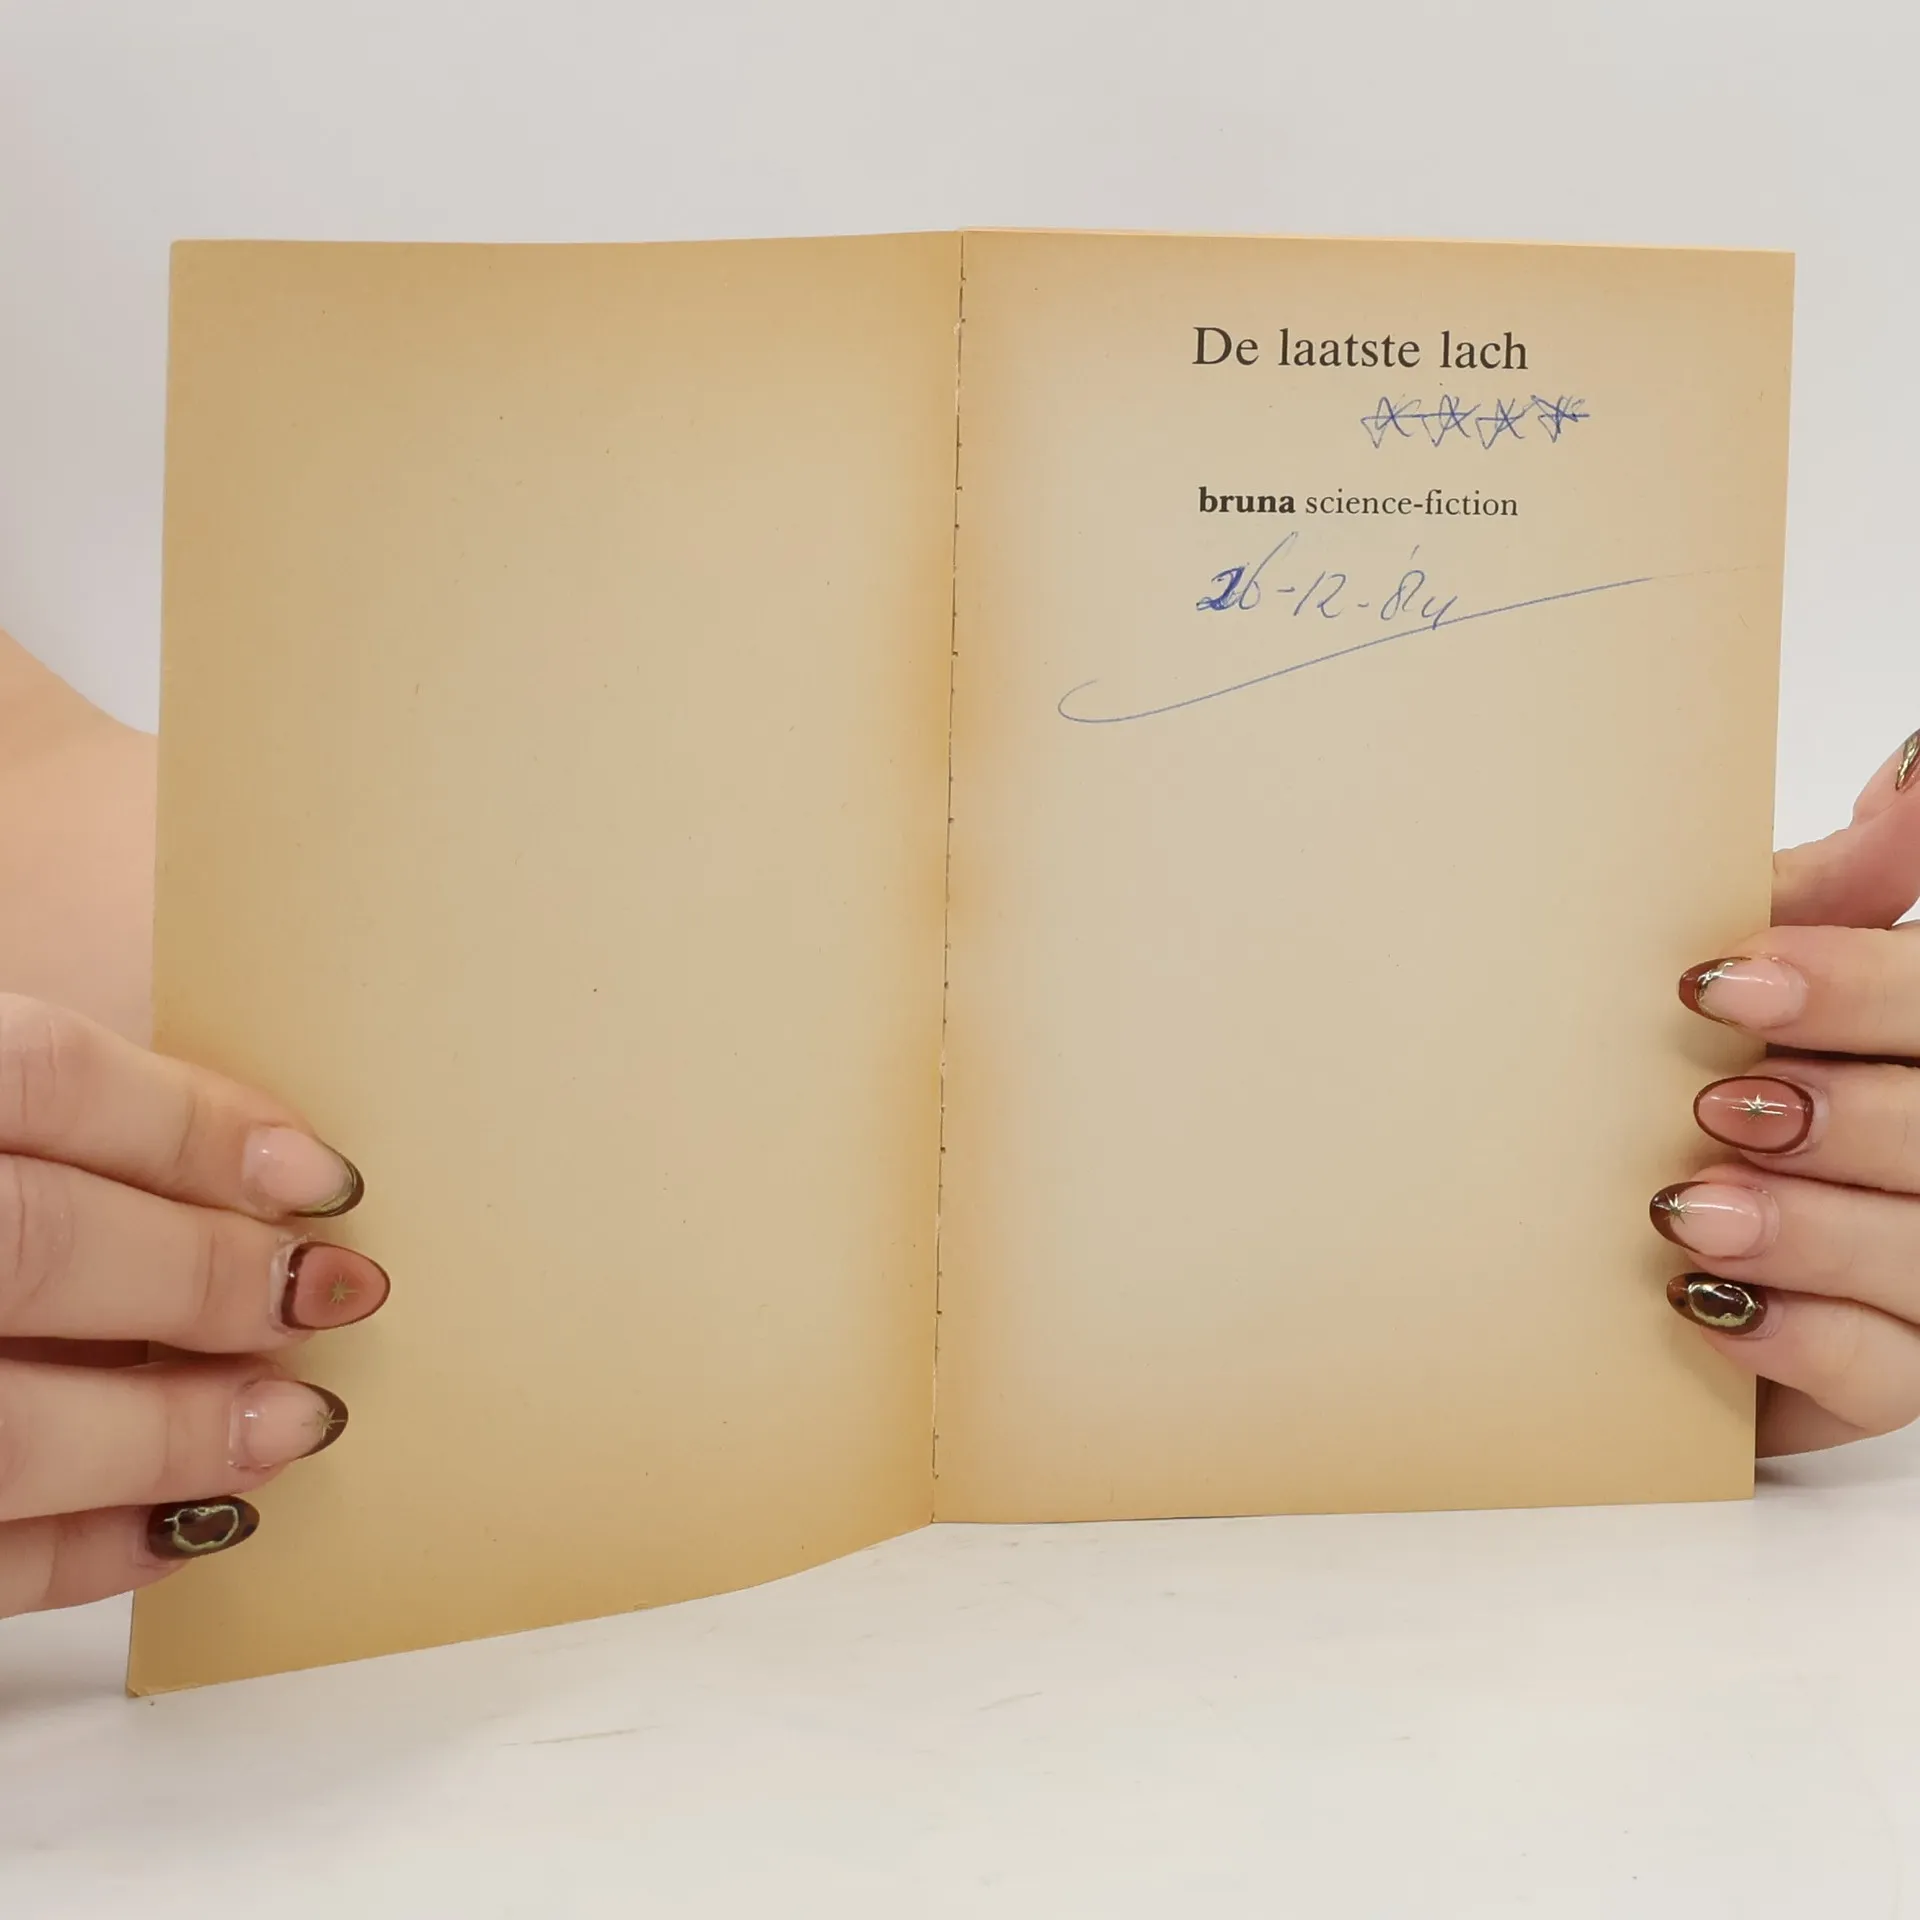 De laatste lach
bruna science-fiction
26-12-'84